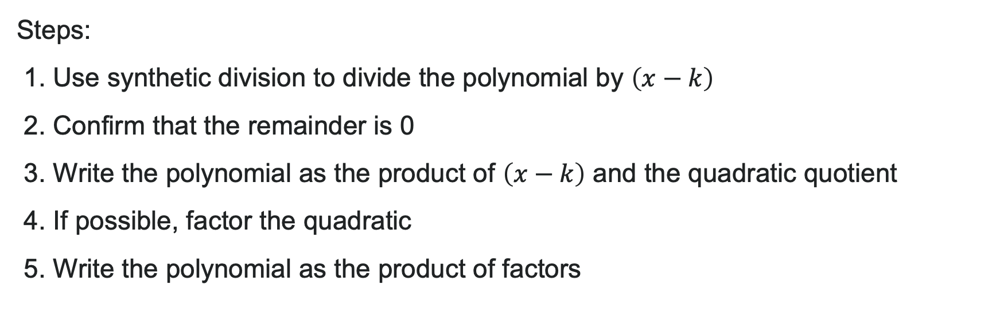 Steps:
1. Use synthetic division to divide the polynomial by (x − k)
2. Confirm that the remainder is 0
3. Write the polynomial as the product of (x − k) and the quadratic quotient
4. If possible, factor the quadratic
5. Write the polynomial as the product of factors